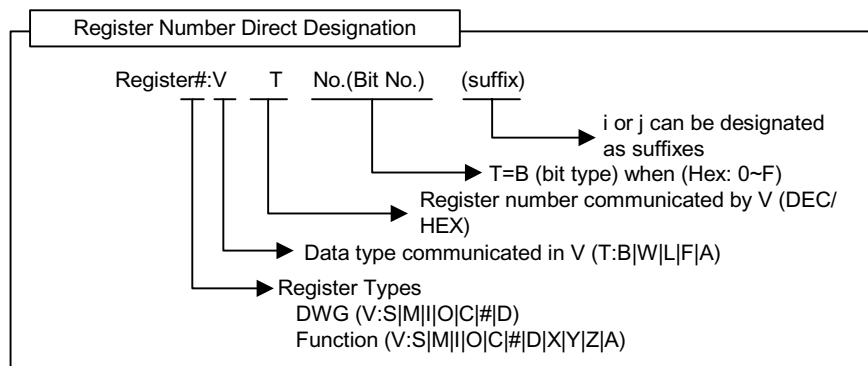 Register Number Direct Designation
Register#:V T No.(Bit No.) (suffix)
i or j can be designated
as suffixes
T=B (bit type) when (Hex: 0~F)
Register number communicated by V (DEC/
HEX)
Data type communicated in V (T:B|W|L|F|A)
Register Types
DWG (V:S|M|I|O|C|#|D)
Function (V:S|M|I|O|C|#|D|X|Y|Z|A)